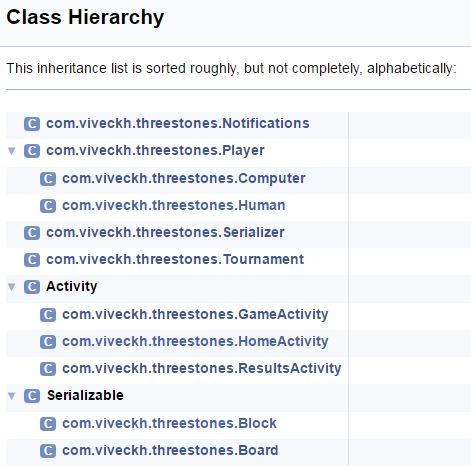 Class Hierarchy
This inheritance list is sorted roughly, but not completely, alphabetically:
C com.viveckh.threestones.Notifications
▼ C com.viveckh.threestones.Player
C com.viveckh.threestones.Computer
C com.viveckh.threestones.Human
C com.viveckh.threestones.Serializer
C com.viveckh.threestones.Tournament
▼ C Activity
C com.viveckh.threestones.GameActivity
C com.viveckh.threestones.HomeActivity
C com.viveckh.threestones.ResultsActivity
▼ C Serializable
C com.viveckh.threestones.Block
C com.viveckh.threestones.Board